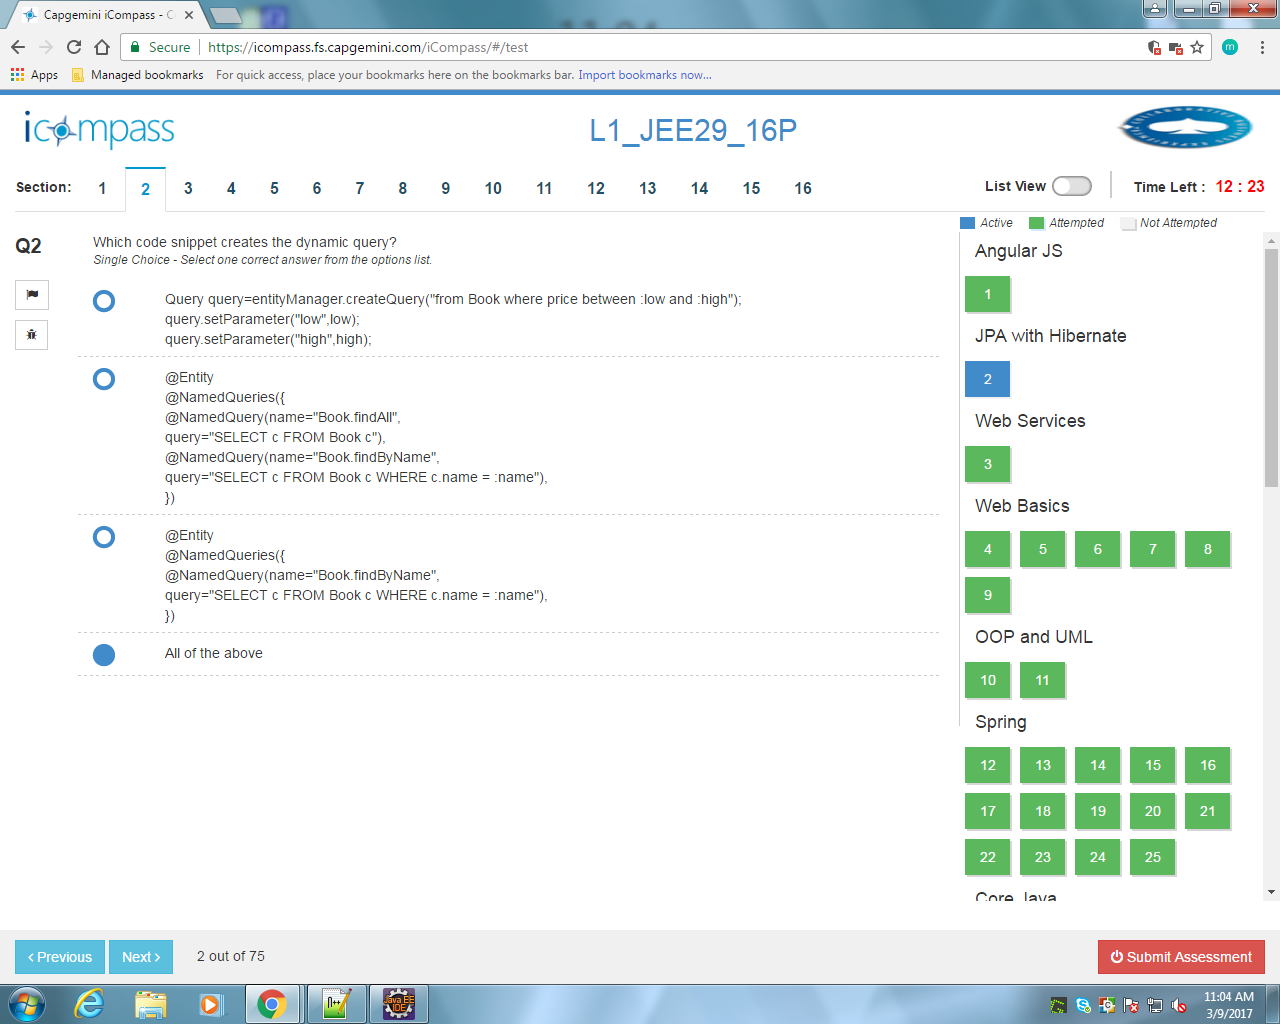 Capgemini iCompass - C
Secure
https://icompass.fs.capgemini.com/iCompass/#/test
m
Apps
Managed bookmarks
For quick access, place your bookmarks here on the bookmarks bar. Import bookmarks now...
icompass
L1_JEE29_16P
Section: 1 2 3 4 5 6 7 8 9 10 11 12 13 14 15 16
List View
Time Left : 12 : 23
Active Attempted Not Attempted
Q2
Which code snippet creates the dynamic query?
Single Choice - Select one correct answer from the options list.
Query query=entityManager.createQuery("from Book where price between :low and :high");
query.setParameter("low",low);
query.setParameter("high",high);
@Entity
@NamedQueries({
@NamedQuery(name="Book.findAll",
query="SELECT c FROM Book c"),
@NamedQuery(name="Book.findByName",
query="SELECT c FROM Book c WHERE c.name = :name"),
})
@Entity
@NamedQueries({
@NamedQuery(name="Book.findByName",
query="SELECT c FROM Book c WHERE c.name = :name"),
})
All of the above
Angular JS
1
JPA with Hibernate
2
Web Services
3
Web Basics
4 5 6 7 8
9
OOP and UML
10 11
Spring
12 13 14 15 16
17 18 19 20 21
22 23 24 25
Core Java
Previous
Next
2 out of 75
Submit Assessment
Java EE
IDE
11:04 AM
3/9/2017